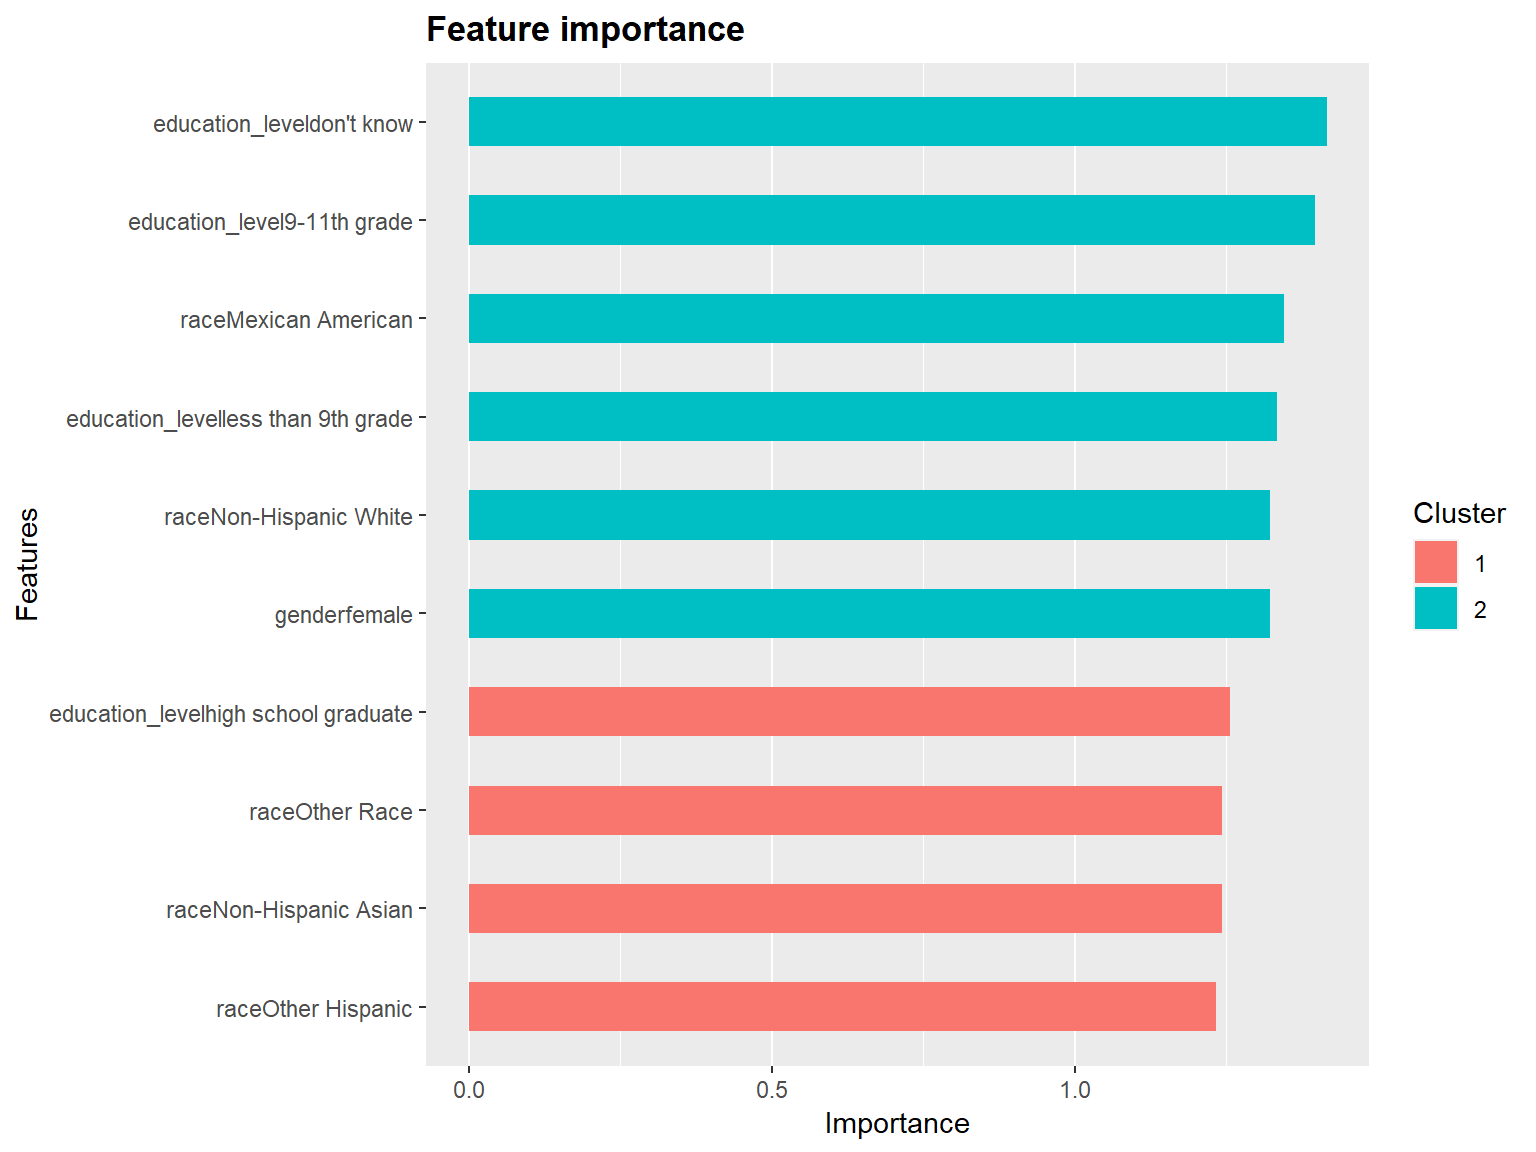 Feature importance
education_leveldon't know
education_level9-11th grade
raceMexican American
education_levelless than 9th grade
raceNon-Hispanic White
genderfemale
education_levelhigh school graduate
raceOther Race
raceNon-Hispanic Asian
raceOther Hispanic
Features
0.0
0.5
1.0
Importance
Cluster
1
2